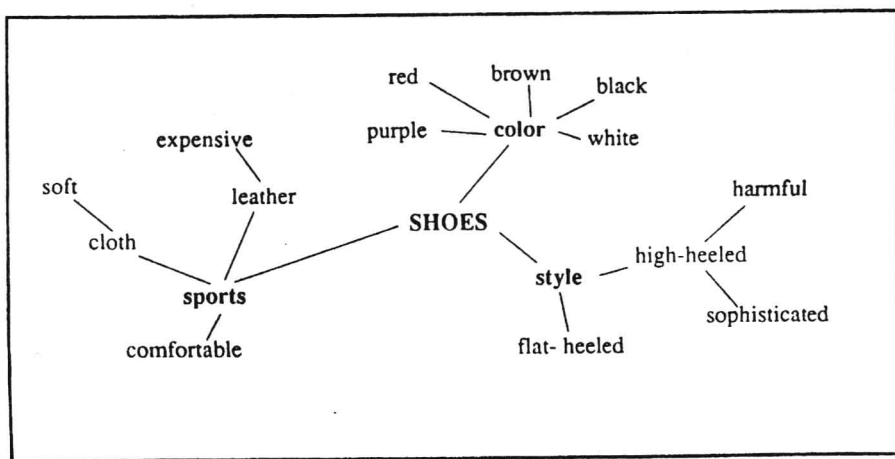 red
brown
black
purple
color
white
expensive
soft
leather
harmful
SHOES
cloth
high-heeled
style
sports
sophisticated
comfortable
flat- heeled